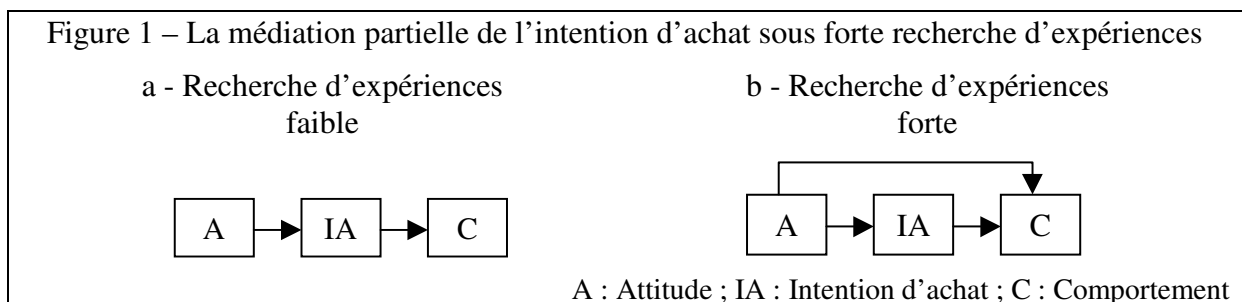 Figure 1 – La médiation partielle de l’intention d’achat sous forte recherche d’expériences
a - Recherche d’expériences
faible
A
IA
C
b - Recherche d’expériences
forte
A
IA
C
A : Attitude ; IA : Intention d’achat ; C : Comportement